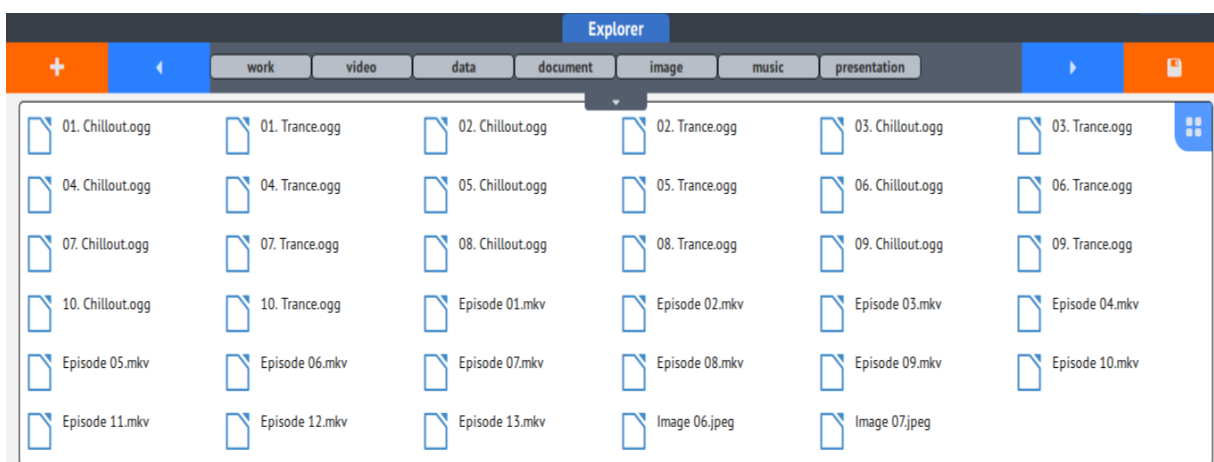 Explorer
work video data document image music presentation
01. Chillout.ogg 01. Trance.ogg 02. Chillout.ogg 02. Trance.ogg 03. Chillout.ogg 03. Trance.ogg
04. Chillout.ogg 04. Trance.ogg 05. Chillout.ogg 05. Trance.ogg 06. Chillout.ogg 06. Trance.ogg
07. Chillout.ogg 07. Trance.ogg 08. Chillout.ogg 08. Trance.ogg 09. Chillout.ogg 09. Trance.ogg
10. Chillout.ogg 10. Trance.ogg Episode 01.mkv Episode 02.mkv Episode 03.mkv Episode 04.mkv
Episode 05.mkv Episode 06.mkv Episode 07.mkv Episode 08.mkv Episode 09.mkv Episode 10.mkv
Episode 11.mkv Episode 12.mkv Episode 13.mkv Image 06.jpeg Image 07.jpeg